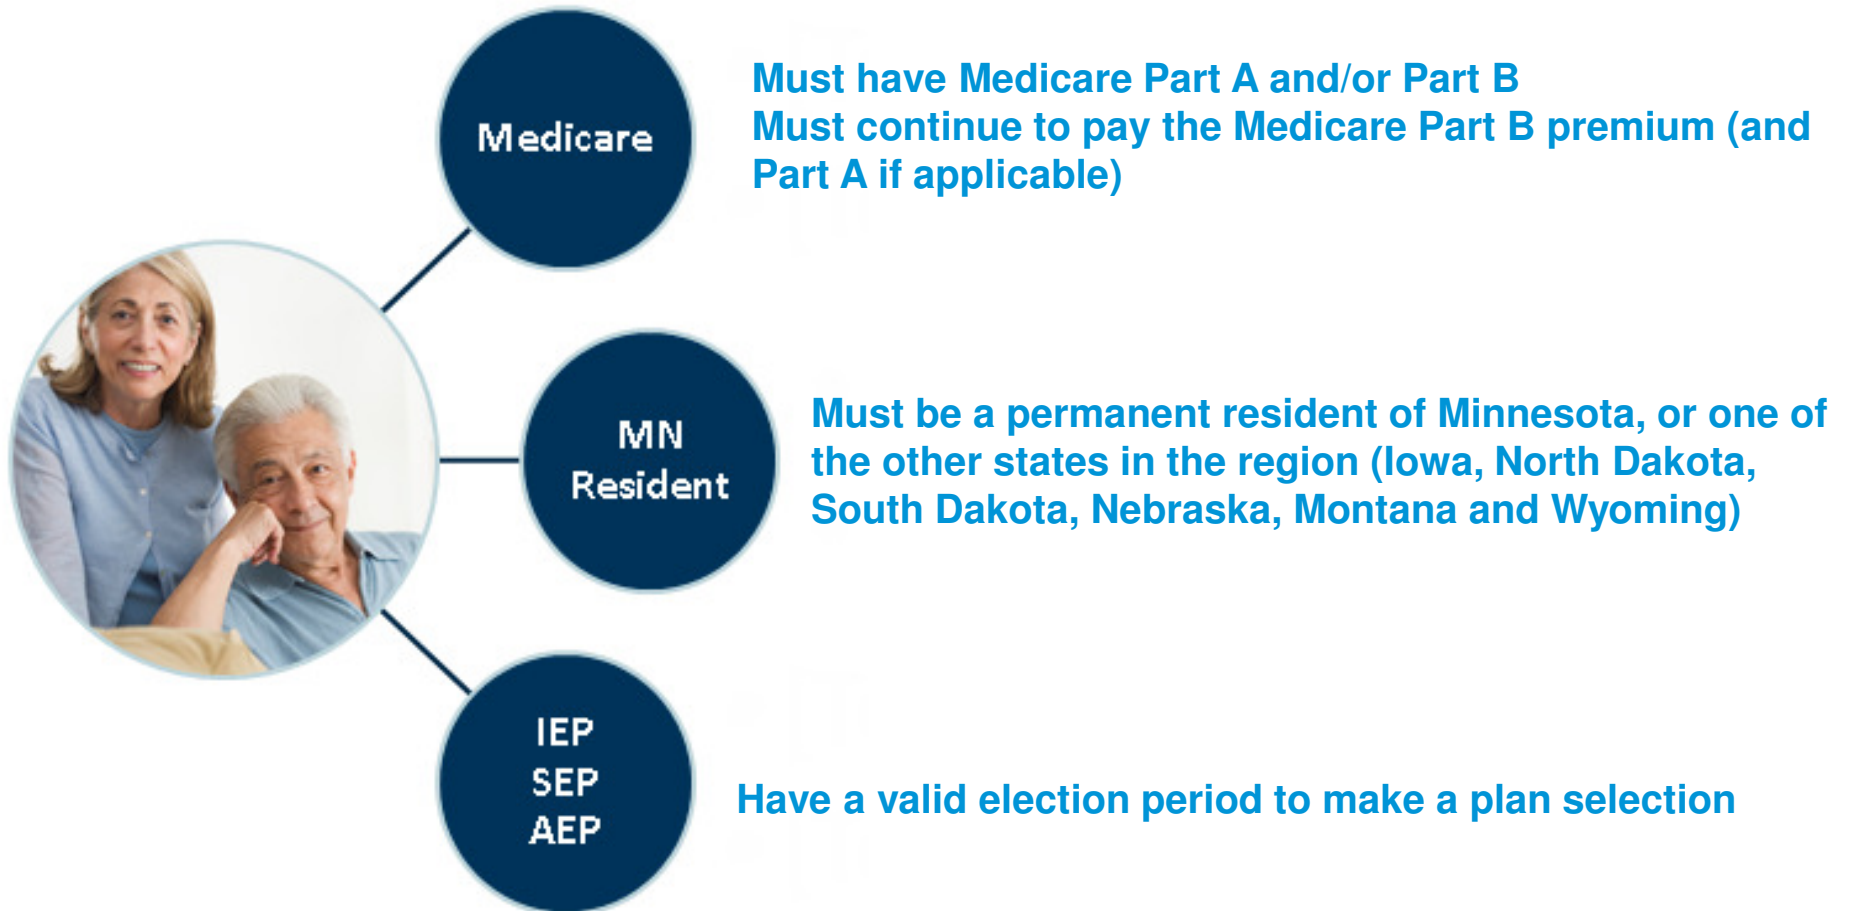 Medicare
Must have Medicare Part A and/or Part B
Must continue to pay the Medicare Part B premium (and
Part A if applicable)
MN
Resident
Must be a permanent resident of Minnesota, or one of
the other states in the region (Iowa, North Dakota,
South Dakota, Nebraska, Montana and Wyoming)
IEP
SEP
AEP
Have a valid election period to make a plan selection